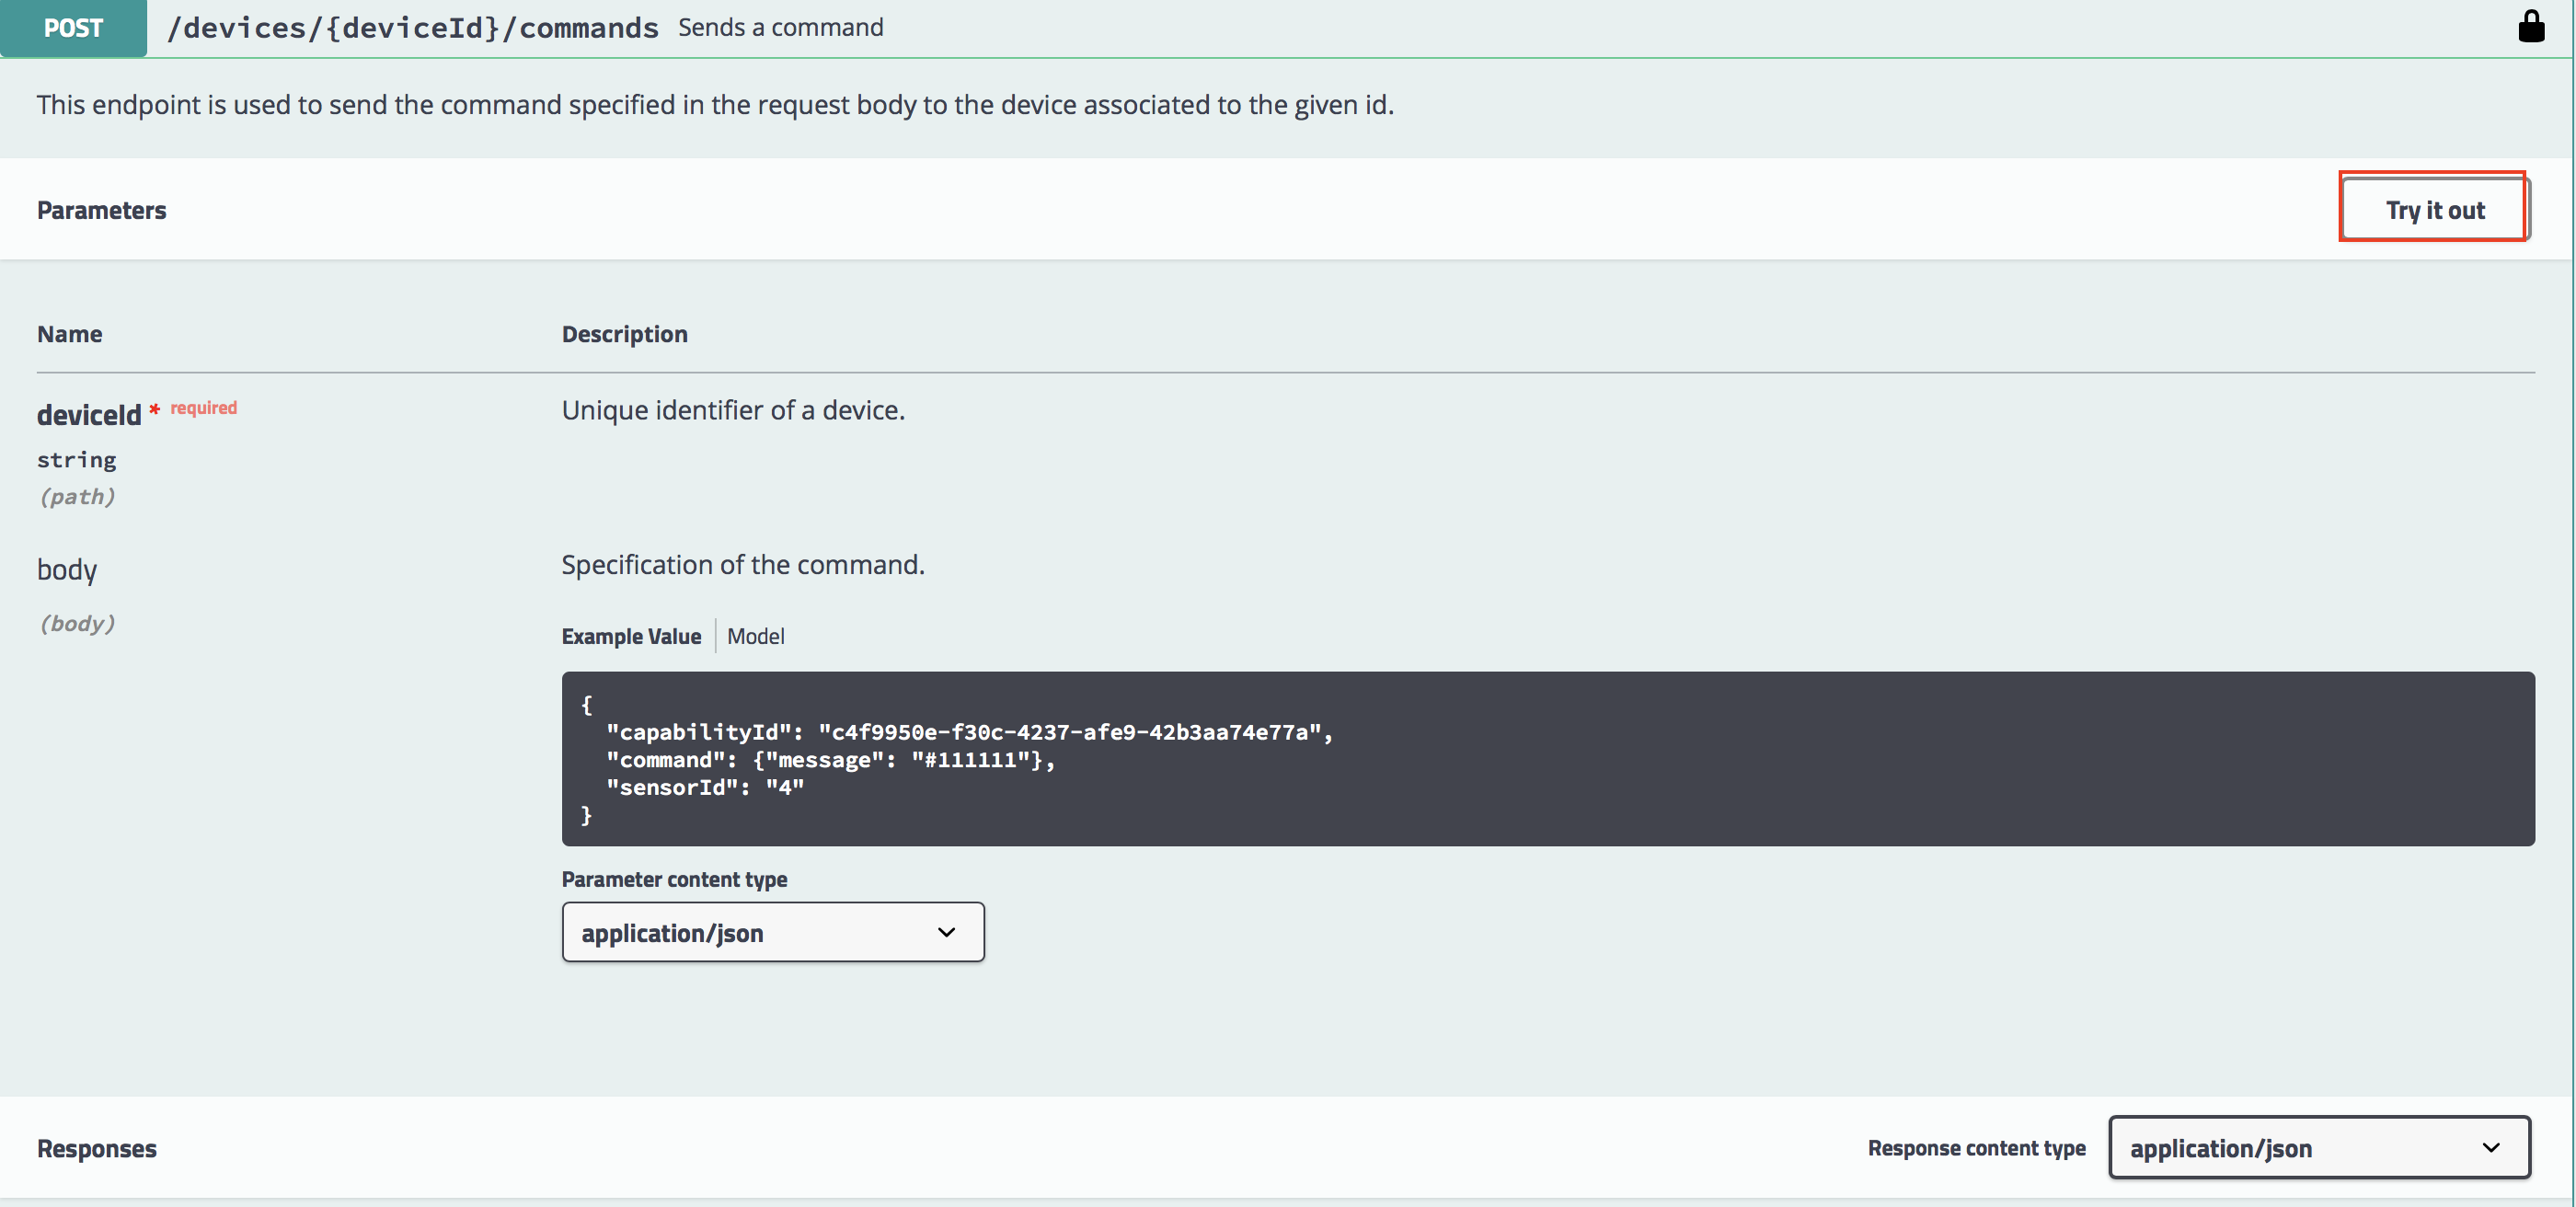 POST /devices/{deviceId}/commands Sends a command
This endpoint is used to send the command specified in the request body to the device associated to the given id.
Parameters Try it out
Name Description
deviceId * required Unique identifier of a device.
string
(path)
body Specification of the command.
(body)
Example Value Model
{
"capabilityId": "c4f9950e-f30c-4237-afe9-42b3aa74e77a",
"command": {"message": "#111111"},
"sensorId": "4"
}
Parameter content type
application/json
Responses Response content type application/json